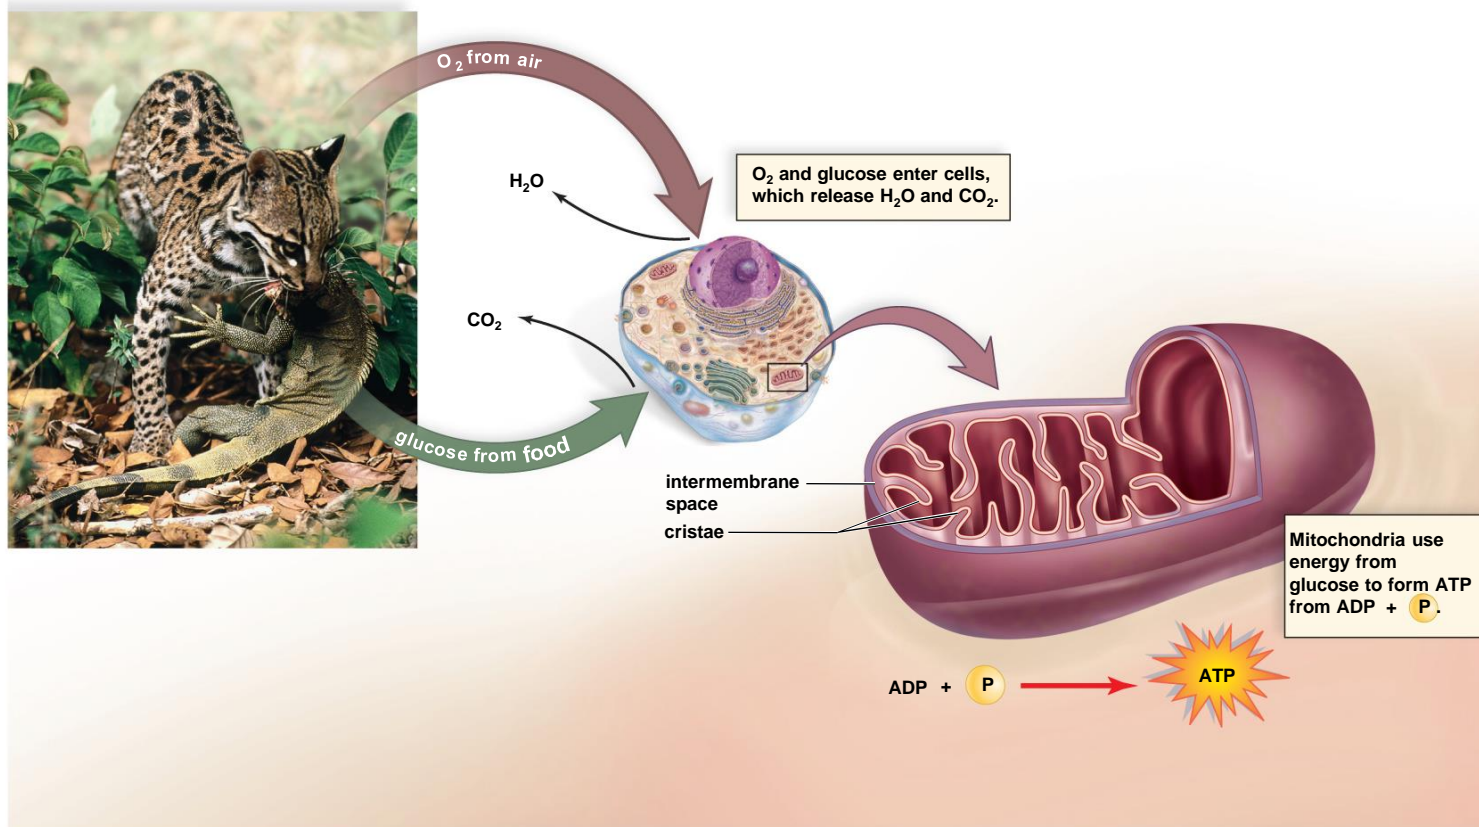 O2 from air
H2O
O2 and glucose enter cells,
which release H2O and CO2.
CO2
glucose from food
intermembrane
space
cristae
Mitochondria use
energy from
glucose to form ATP
from ADP + P.
ADP + P
ATP